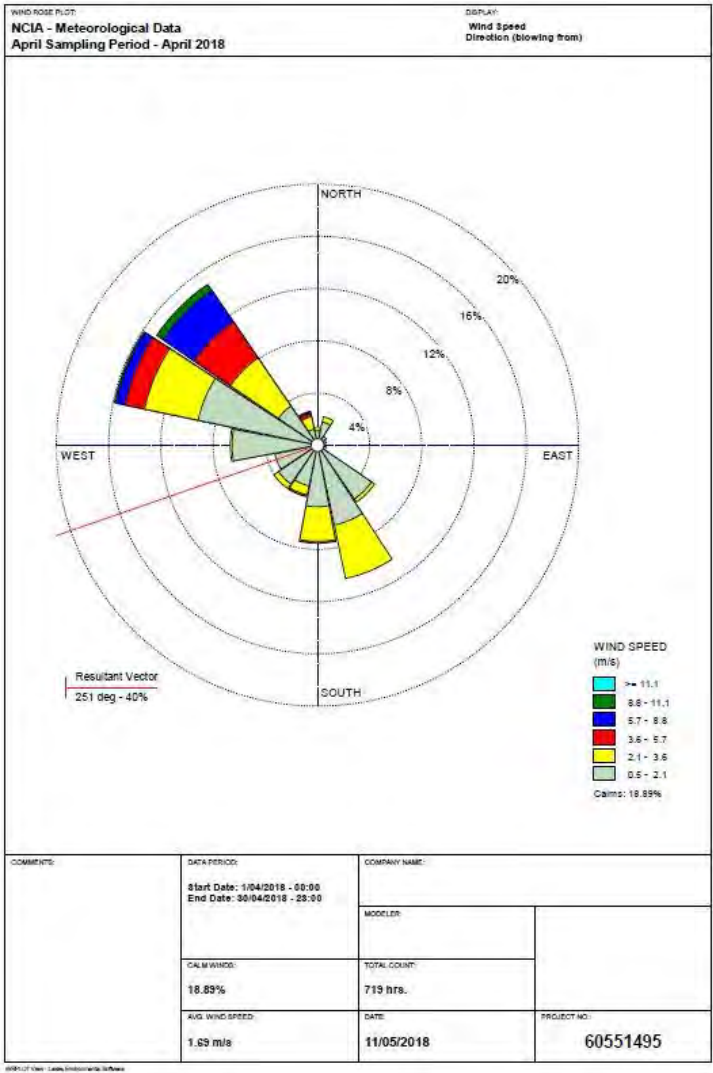 WIND ROSE PLOT:
NCIA - Meteorological Data
April Sampling Period - April 2018
DISPLAY:
Wind Speed
Direction (blowing from)
NORTH
20%
16%
12%
8%
4%
WEST
EAST
SOUTH
Resultant Vector
251 deg - 40%
WIND SPEED
(m/s)
>= 11.1
8.8 - 11.1
5.7 - 8.8
3.6 - 5.7
2.1 - 3.6
0.5 - 2.1
Calms: 18.89%
COMMENTS:
DATA PERIOD:
Start Date: 1/04/2018 - 00:00
End Date: 30/04/2018 - 23:00
COMPANY NAME:
MODELER:
CALM WINDS:
18.89%
TOTAL COUNT:
719 hrs.
AVG. WIND SPEED:
1.69 m/s
DATE:
11/05/2018
PROJECT NO.:
60551495
WRPLOT View - Lakes Environmental Software